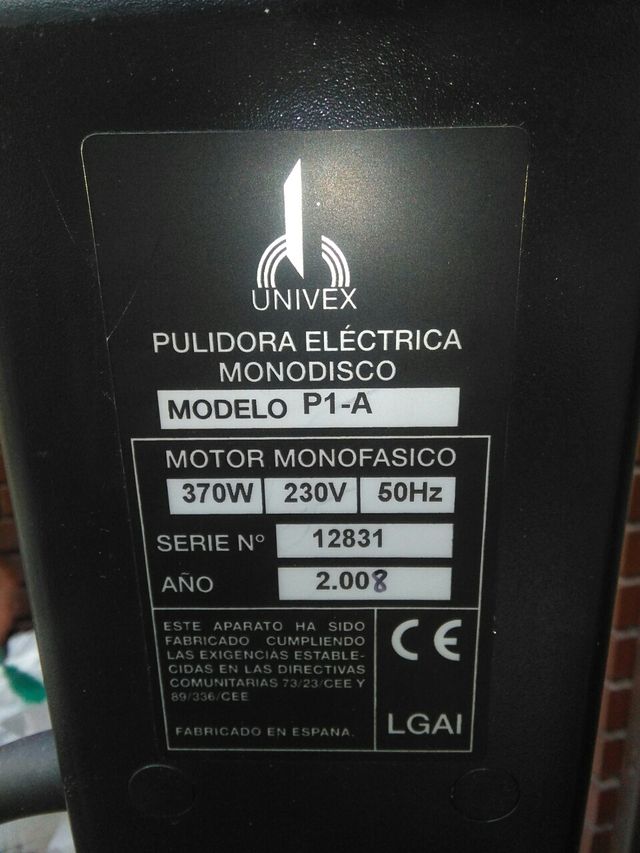 UNIVEX
PULIDORA ELÉCTRICA
MONODISCO
MODELO P1-A
MOTOR MONOFASICO
370W 230V 50Hz
SERIE Nº 12831
AÑO 2.008
ESTE APARATO HA SIDO
FABRICADO CUMPLIENDO
LAS EXIGENCIAS ESTABLE-
CIDAS EN LAS DIRECTIVAS
COMUNITARIAS 73/23/CEE Y
89/336/CEE
FABRICADO EN ESPAÑA.
CE
LGAI